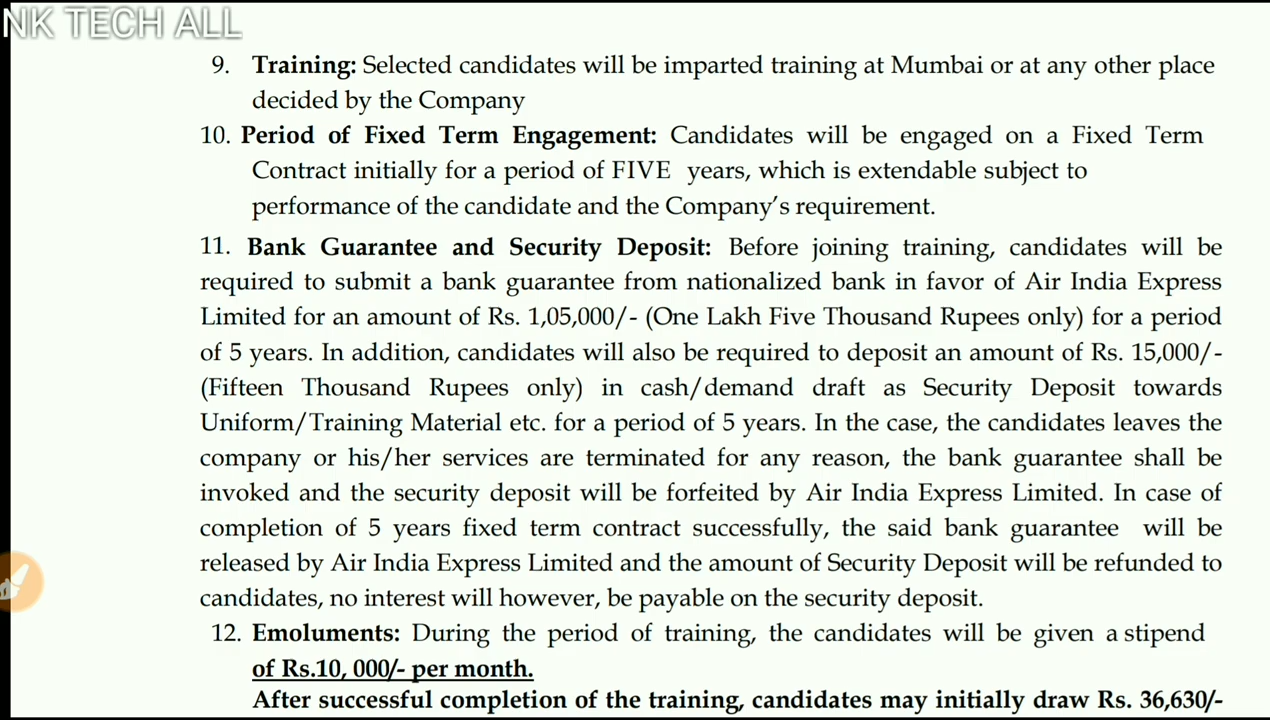 NK TECH ALL
9. Training: Selected candidates will be imparted training at Mumbai or at any other place
decided by the Company
10. Period of Fixed Term Engagement: Candidates will be engaged on a Fixed Term
Contract initially for a period of FIVE years, which is extendable subject to
performance of the candidate and the Company’s requirement.
11. Bank Guarantee and Security Deposit: Before joining training, candidates will be
required to submit a bank guarantee from nationalized bank in favor of Air India Express
Limited for an amount of Rs. 1,05,000/- (One Lakh Five Thousand Rupees only) for a period
of 5 years. In addition, candidates will also be required to deposit an amount of Rs. 15,000/-
(Fifteen Thousand Rupees only) in cash/demand draft as Security Deposit towards
Uniform/Training Material etc. for a period of 5 years. In the case, the candidates leaves the
company or his/her services are terminated for any reason, the bank guarantee shall be
invoked and the security deposit will be forfeited by Air India Express Limited. In case of
completion of 5 years fixed term contract successfully, the said bank guarantee will be
released by Air India Express Limited and the amount of Security Deposit will be refunded to
candidates, no interest will however, be payable on the security deposit.
12. Emoluments: During the period of training, the candidates will be given a stipend
of Rs.10, 000/- per month.
After successful completion of the training, candidates may initially draw Rs. 36,630/-